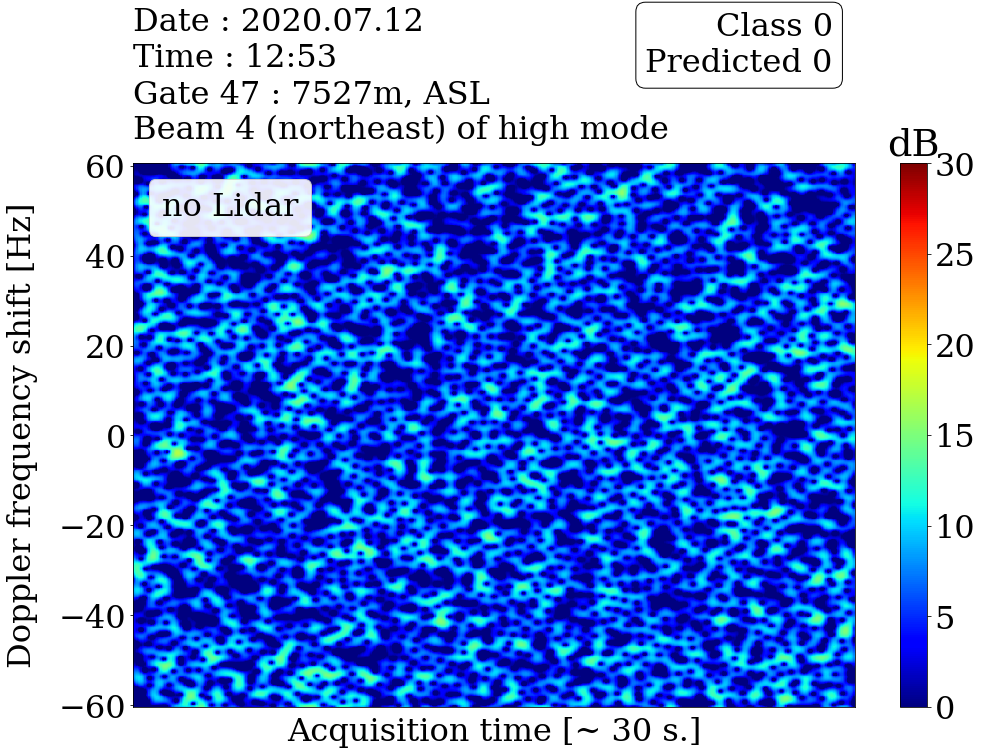 Date : 2020.07.12
Time : 12:53
Gate 47 : 7527m, ASL
Beam 4 (northeast) of high mode
Class 0
Predicted 0
dB
no Lidar
Doppler frequency shift [Hz]
60
40
20
0
−20
−40
−60
30
25
20
15
10
5
0
Acquisition time [~ 30 s.]